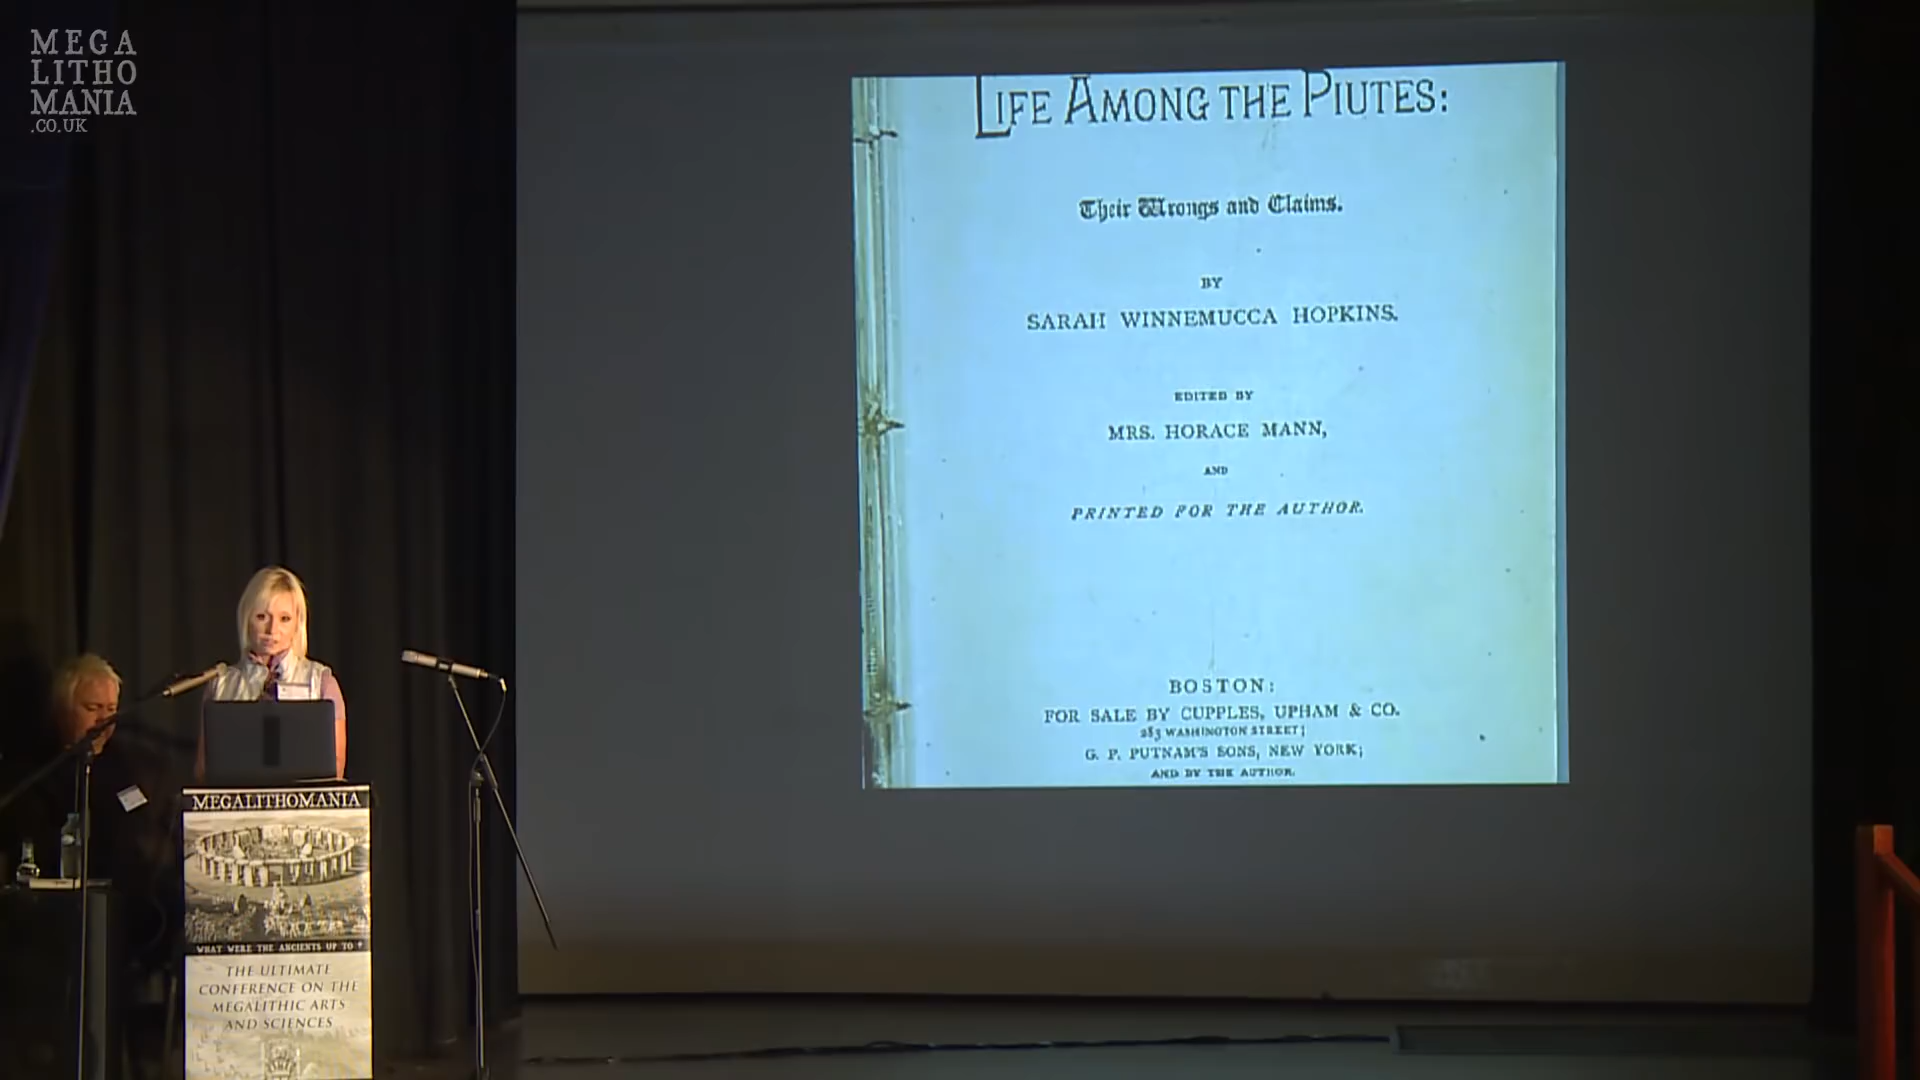 MEGA
LITHO
MANIA
.CO.UK
LIFE AMONG THE PIUTES:
Their Wrongs and Claims.
BY
SARAH WINNEMUCCA HOPKINS.
EDITED BY
MRS. HORACE MANN,
AND
PRINTED FOR THE AUTHOR.
BOSTON:
FOR SALE BY CUPPLES, UPHAM & CO.
283 WASHINGTON STREET;
G. P. PUTNAM'S SONS, NEW YORK;
AND BY THE AUTHOR.
MEGALITHOMANIA
WHAT WERE THE ANCIENTS UP TO ?
THE ULTIMATE
CONFERENCE ON THE
MEGALITHIC ARTS
AND SCIENCES